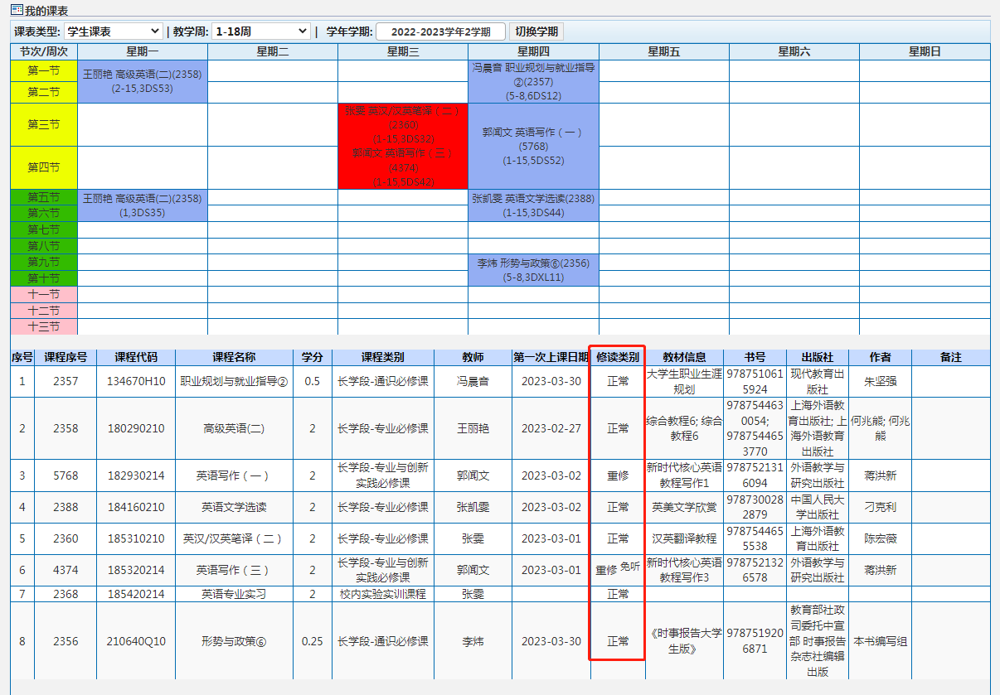 我的课表
课表类型: 学生课表 | 教学周: 1-18周 | 学年学期: 2022-2023学年2学期 切换学期
节次/周次 星期一 星期二 星期三 星期四 星期五 星期六 星期日
第一节
第二节
王丽艳 高级英语(二)(2358)
(2-15,3DS53)
冯晨音 职业规划与就业指导
②(2357)
(5-8,6DS12)
第三节
第四节
张雯 英汉/汉英笔译（二）
(2360)
(1-15,3DS32)
郭闻文 英语写作（三）
(4374)
(1-15,5DS42)
郭闻文 英语写作（一）
(5768)
(1-15,5DS52)
第五节
第六节
王丽艳 高级英语(二)(2358)
(1,3DS35)
张凯雯 英语文学选读(2388)
(1-15,3DS44)
第七节
第八节
第九节
第十节
李炜 形势与政策⑥(2356)
(5-8,3DXL11)
十一节
十二节
十三节
序号 课程序号 课程代码 课程名称 学分 课程类别 教师 第一次上课日期 修读类别 教材信息 书号 出版社 作者 备注
1 2357 134670H10 职业规划与就业指导② 0.5 长学段-通识必修课 冯晨音 2023-03-30 正常
大学生职业生涯
规划
978751061
5924
现代教育出
版社
朱坚强
2 2358 180290210 高级英语(二) 2 长学段-专业必修课 王丽艳 2023-02-27 正常
综合教程6; 综合
教程6
978754463
0054;
978754465
3770
上海外语教
育出版社; 上
海外语教育
出版社
何兆熊; 何兆
熊
3 5768 182930214 英语写作（一） 2
长学段-专业与创新
实践必修课
郭闻文 2023-03-02 重修
新时代核心英语
教程写作1
978752131
6094
外语教学与
研究出版社
蒋洪新
4 2388 184160210 英语文学选读 2 长学段-专业必修课 张凯雯 2023-03-02 正常 英美文学欣赏
978730028
2879
中国人民大
学出版社
刁克利
5 2360 185310210 英汉/汉英笔译（二） 2 长学段-专业必修课 张雯 2023-03-01 正常 汉英翻译教程
978754465
5538
上海外语教
育出版社
陈宏薇
6 4374 185320214 英语写作（三） 2
长学段-专业与创新
实践必修课
郭闻文 2023-03-01 重修 免听
新时代核心英语
教程写作3
978752132
6578
外语教学与
研究出版社
蒋洪新
7 2368 185420214 英语专业实习 2 校内实验实训课程 张雯 正常
8 2356 210640Q10 形势与政策⑥ 0.25 长学段-通识必修课 李炜 2023-03-30 正常
《时事报告大学
生版》
978751920
6871
教育部社政
司委托中宣
部 时事报告
杂志社编辑
出版
本书编写组